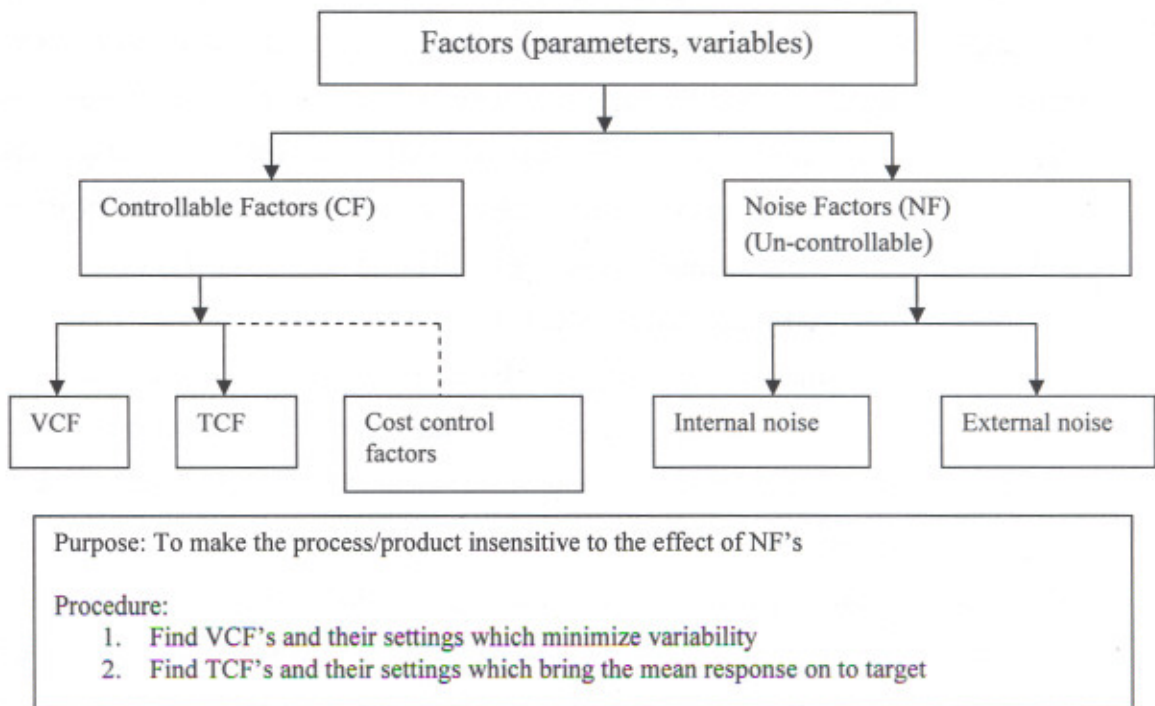 Factors (parameters, variables)
Controllable Factors (CF)
Noise Factors (NF)
(Un-controllable)
VCF
TCF
Cost control
factors
Internal noise
External noise
Purpose: To make the process/product insensitive to the effect of NF's
Procedure:
1. Find VCF's and their settings which minimize variability
2. Find TCF's and their settings which bring the mean response on to target